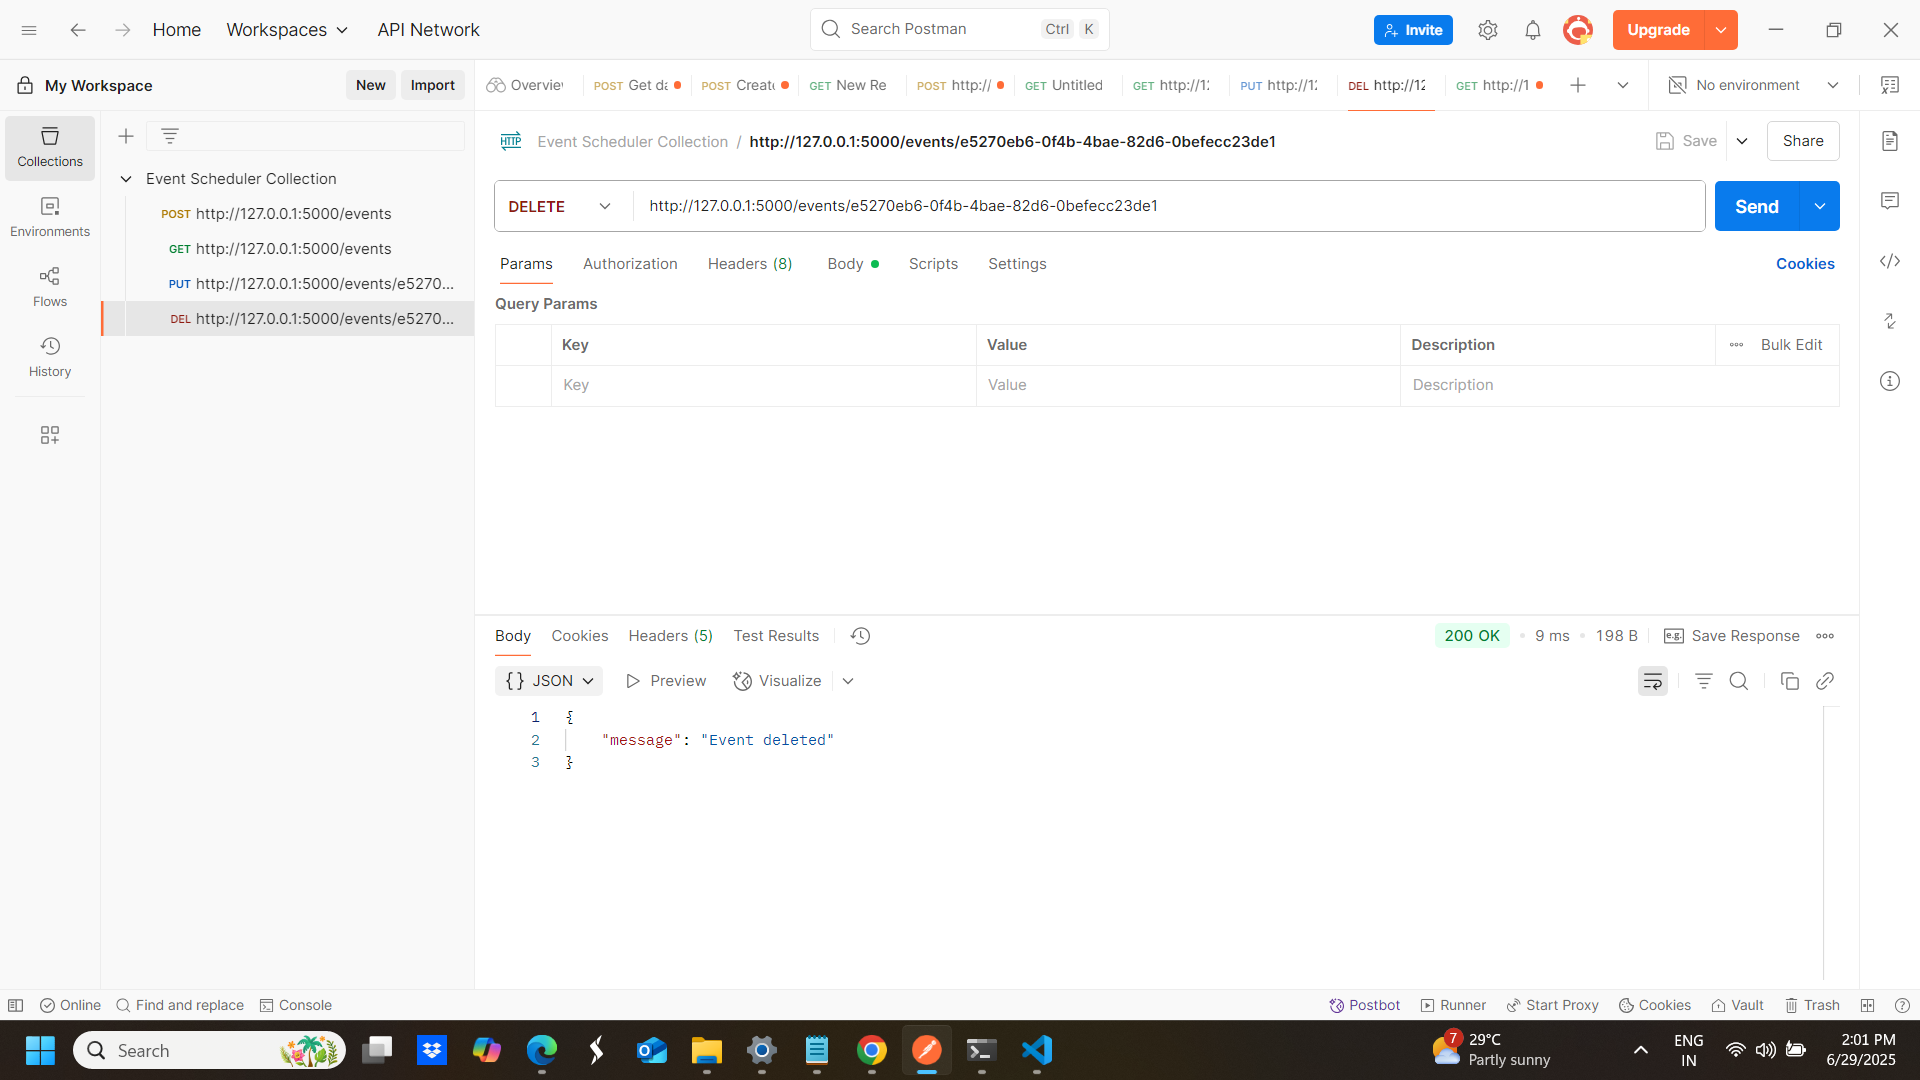 Home
Workspaces
API Network
Search Postman
Ctrl
K
Invite
Upgrade
My Workspace
New
Import
Overview
POST Get da
POST Create
GET New Re
POST http://
GET Untitled
GET http://12
PUT http://12
DEL http://12
GET http://1
No environment
Collections
Environments
Flows
History
Event Scheduler Collection
POST http://127.0.0.1:5000/events
GET http://127.0.0.1:5000/events
PUT http://127.0.0.1:5000/events/e5270...
DEL http://127.0.0.1:5000/events/e5270...
HTTP
Event Scheduler Collection / http://127.0.0.1:5000/events/e5270eb6-0f4b-4bae-82d6-0befecc23de1
Save
Share
DELETE
http://127.0.0.1:5000/events/e5270eb6-0f4b-4bae-82d6-0befecc23de1
Send
Params
Authorization
Headers (8)
Body
Scripts
Settings
Cookies
Query Params
Key
Value
Description
Bulk Edit
Key
Value
Description
Body
Cookies
Headers (5)
Test Results
200 OK
9 ms
198 B
e.g.
Save Response
{} JSON
Preview
Visualize
1 {
2 "message": "Event deleted"
3 }
Online
Find and replace
Console
Postbot
Runner
Start Proxy
Cookies
Vault
Trash
Search
7
29°C
Partly sunny
ENG
IN
2:01 PM
6/29/2025